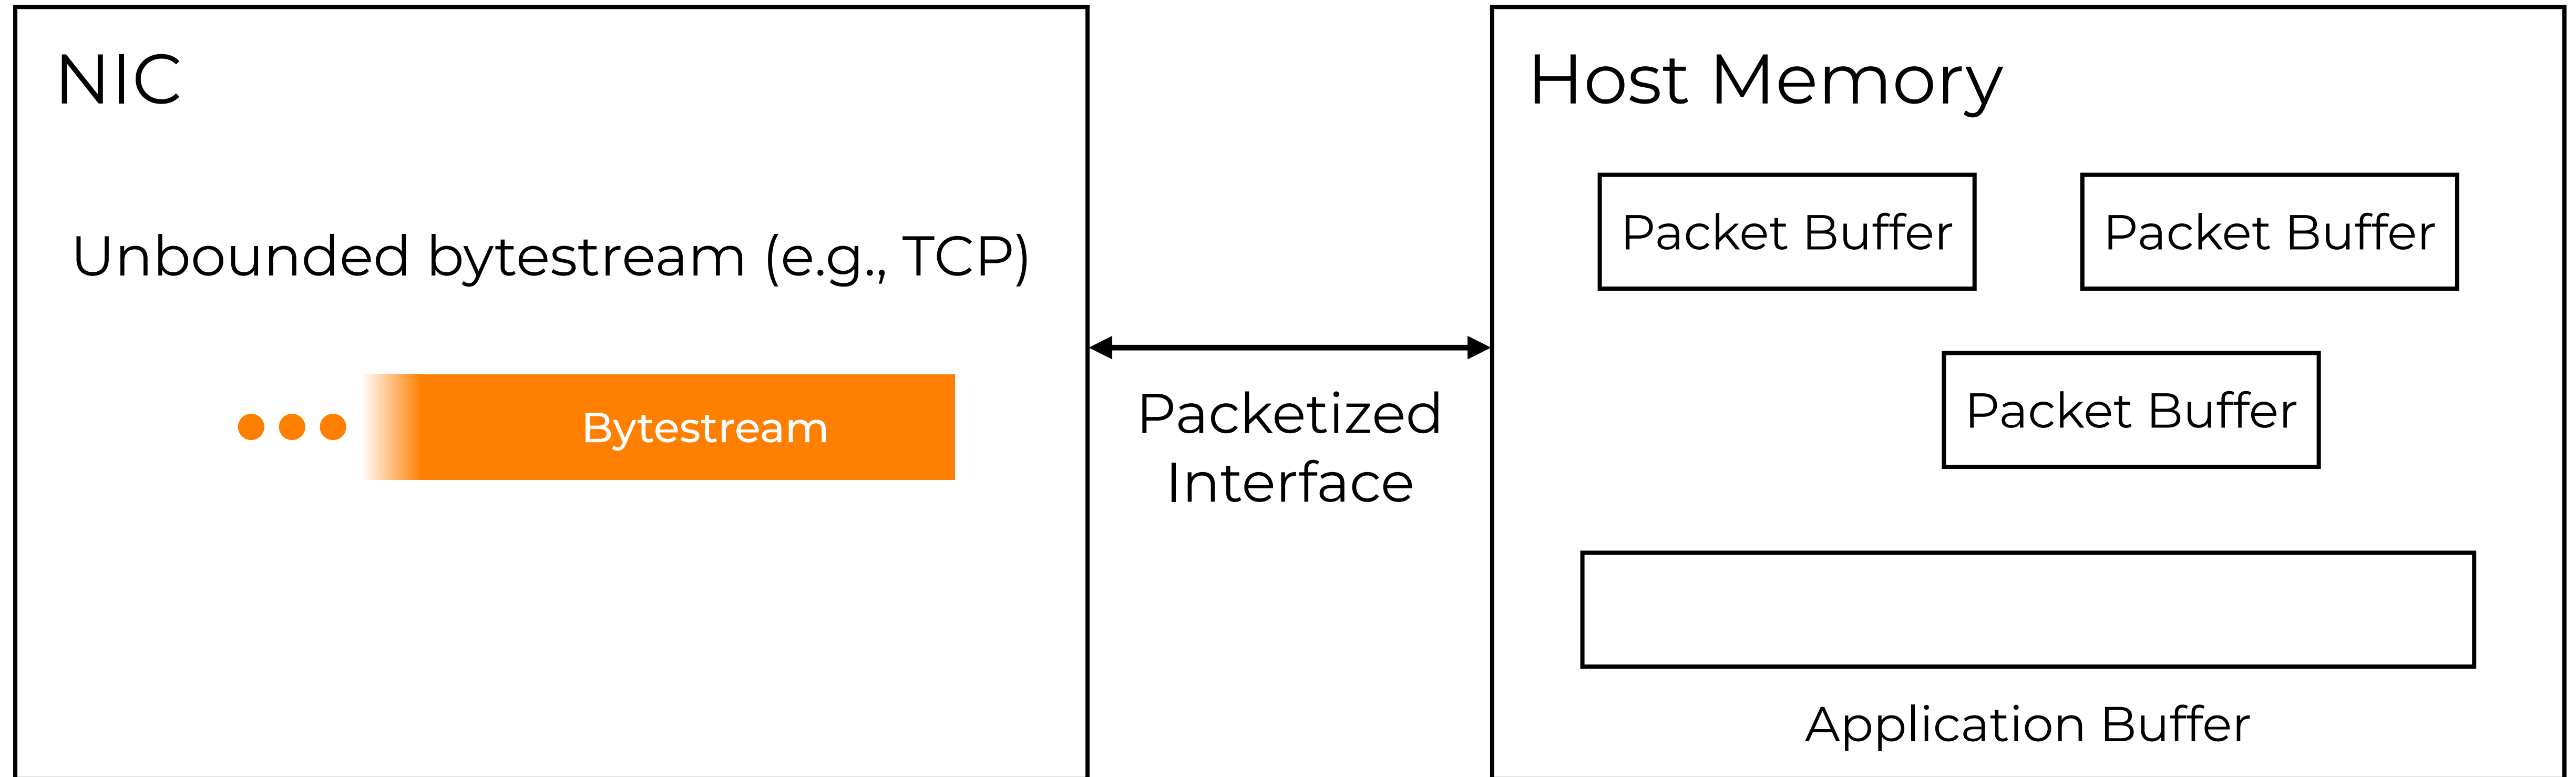 NIC
Unbounded bytestream (e.g., TCP)
Bytestream
Packetized
Interface
Host Memory
Packet Buffer
Packet Buffer
Packet Buffer
Application Buffer